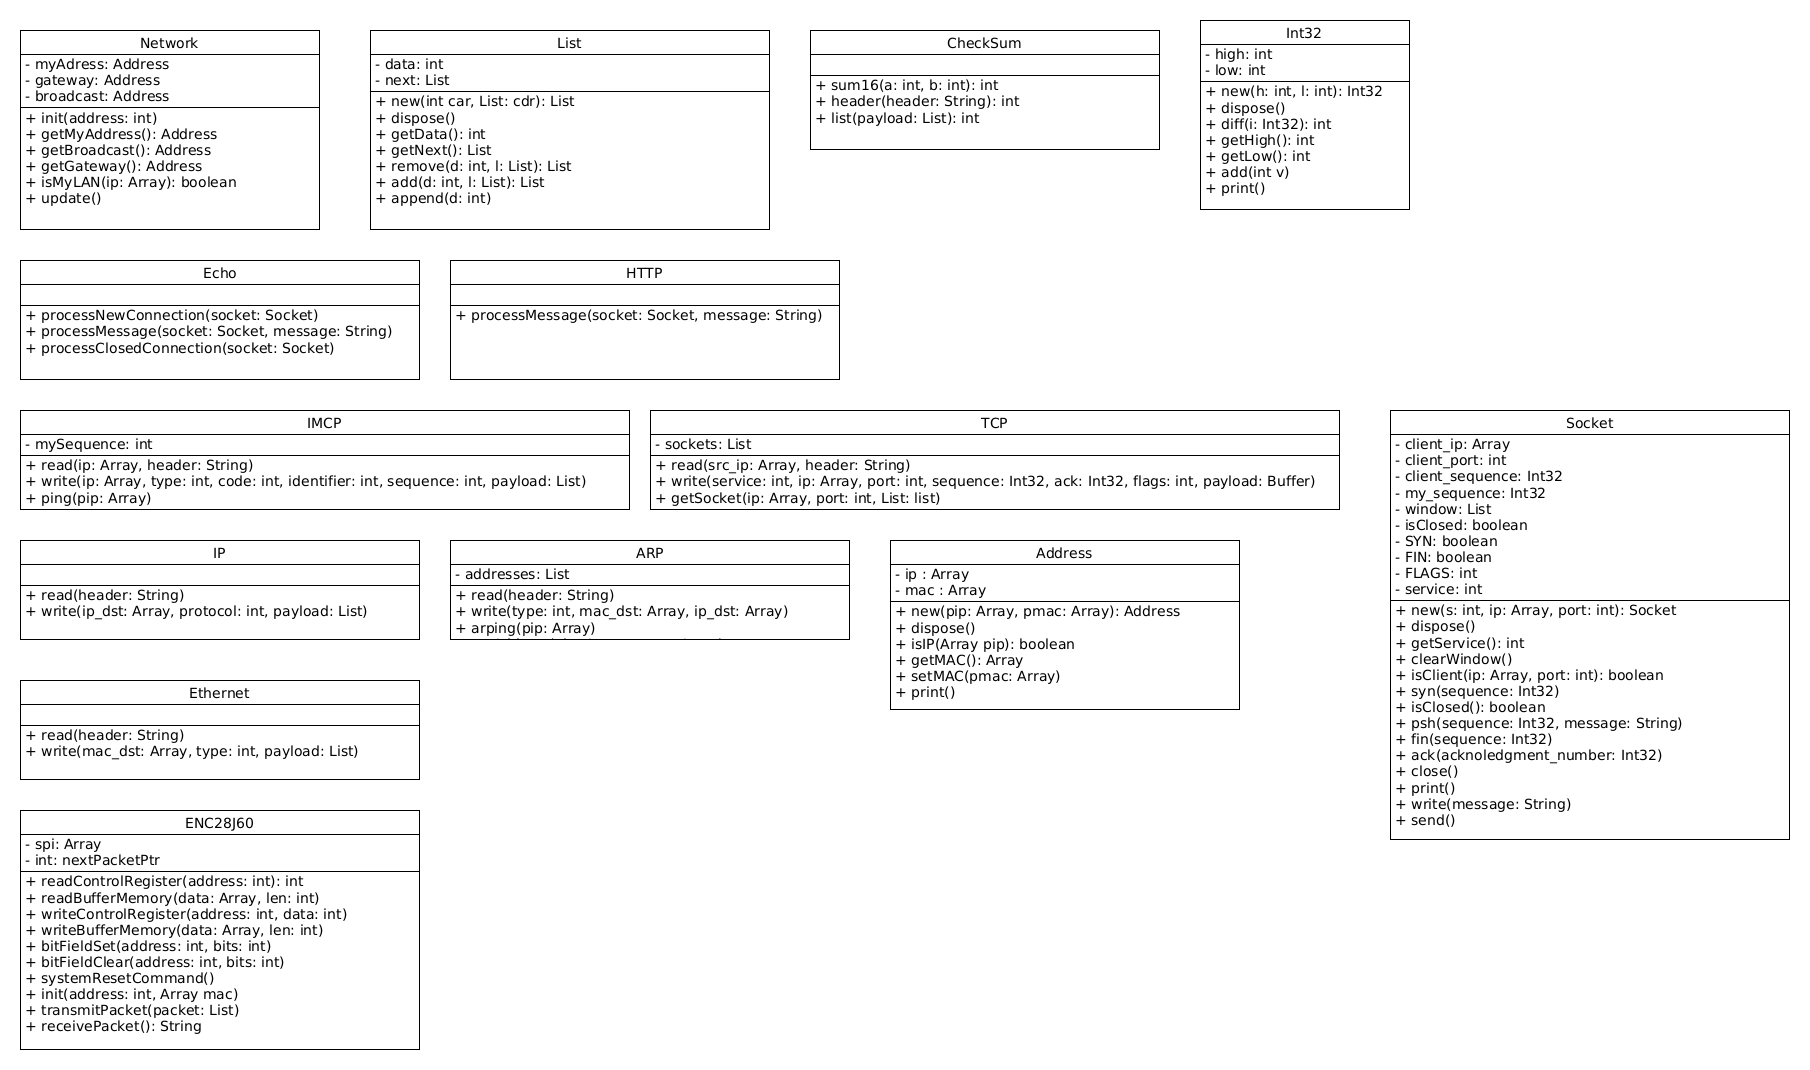 Network
- myAdress: Address
- gateway: Address
- broadcast: Address
+ init(address: int)
+ getMyAddress(): Address
+ getBroadcast(): Address
+ getGateway(): Address
+ isMyLAN(ip: Array): boolean
+ update()
List
- data: int
- next: List
+ new(int car, List: cdr): List
+ dispose()
+ getData(): int
+ getNext(): List
+ remove(d: int, l: List): List
+ add(d: int, l: List): List
+ append(d: int)
CheckSum
+ sum16(a: int, b: int): int
+ header(header: String): int
+ list(payload: List): int
Int32
- high: int
- low: int
+ new(h: int, l: int): Int32
+ dispose()
+ diff(i: Int32): int
+ getHigh(): int
+ getLow(): int
+ add(int v)
+ print()
Echo
+ processNewConnection(socket: Socket)
+ processMessage(socket: Socket, message: String)
+ processClosedConnection(socket: Socket)
HTTP
+ processMessage(socket: Socket, message: String)
IMCP
- mySequence: int
+ read(ip: Array, header: String)
+ write(ip: Array, type: int, code: int, identifier: int, sequence: int, payload: List)
+ ping(pip: Array)
TCP
- sockets: List
+ read(src_ip: Array, header: String)
+ write(service: int, ip: Array, port: int, sequence: Int32, ack: Int32, flags: int, payload: Buffer)
+ getSocket(ip: Array, port: int, List: list)
Socket
- client_ip: Array
- client_port: int
- client_sequence: Int32
- my_sequence: Int32
- window: List
- isClosed: boolean
- SYN: boolean
- FIN: boolean
- FLAGS: int
- service: int
+ new(s: int, ip: Array, port: int): Socket
+ dispose()
+ getService(): int
+ clearWindow()
+ isClient(ip: Array, port: int): boolean
+ syn(sequence: Int32)
+ isClosed(): boolean
+ psh(sequence: Int32, message: String)
+ fin(sequence: Int32)
+ ack(acknoledgment_number: Int32)
+ close()
+ print()
+ write(message: String)
+ send()
IP
+ read(header: String)
+ write(ip_dst: Array, protocol: int, payload: List)
ARP
- addresses: List
+ read(header: String)
+ write(type: int, mac_dst: Array, ip_dst: Array)
+ arping(pip: Array)
Address
- ip : Array
- mac : Array
+ new(pip: Array, pmac: Array): Address
+ dispose()
+ isIP(Array pip): boolean
+ getMAC(): Array
+ setMAC(pmac: Array)
+ print()
Ethernet
+ read(header: String)
+ write(mac_dst: Array, type: int, payload: List)
ENC28J60
- spi: Array
- int: nextPacketPtr
+ readControlRegister(address: int): int
+ readBufferMemory(data: Array, len: int)
+ writeControlRegister(address: int, data: int)
+ writeBufferMemory(data: Array, len: int)
+ bitFieldSet(address: int, bits: int)
+ bitFieldClear(address: int, bits: int)
+ systemResetCommand()
+ init(address: int, Array mac)
+ transmitPacket(packet: List)
+ receivePacket(): String